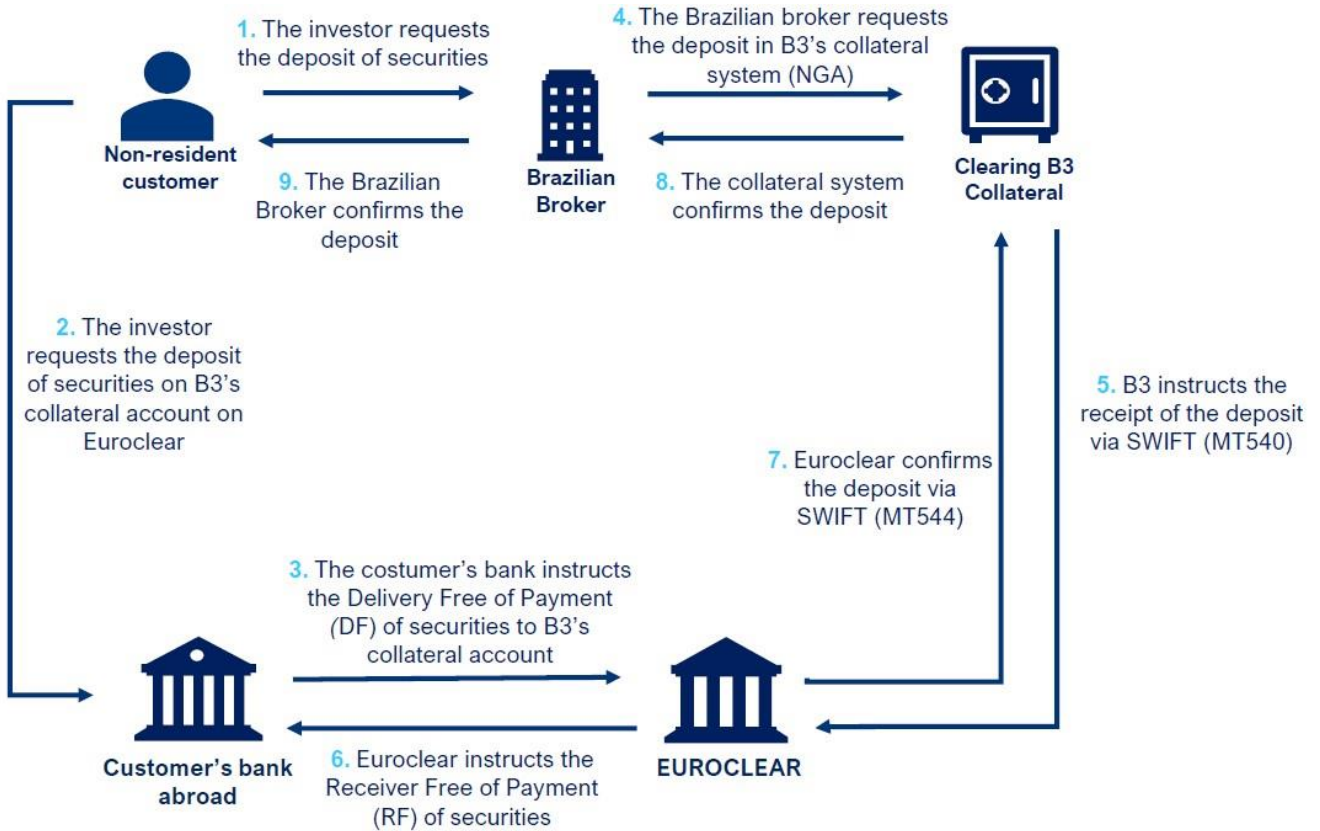 1. The investor requests
the deposit of securities
4. The Brazilian broker requests
the deposit in B3's collateral
system (NGA)
Non-resident
customer
Brazilian
Broker
Clearing B3
Collateral
9. The Brazilian
Broker confirms the
deposit
8. The collateral system
confirms the deposit
2. The investor
requests the deposit
of securities on B3's
collateral account on
Euroclear
5. B3 instructs the
receipt of the deposit
via SWIFT (MT540)
7. Euroclear confirms
the deposit via
SWIFT (MT544)
3. The costumer's bank instructs
the Delivery Free of Payment
(DF) of securities to B3's
collateral account
Customer's bank
abroad
6. Euroclear instructs the
Receiver Free of Payment
(RF) of securities
EUROCLEAR